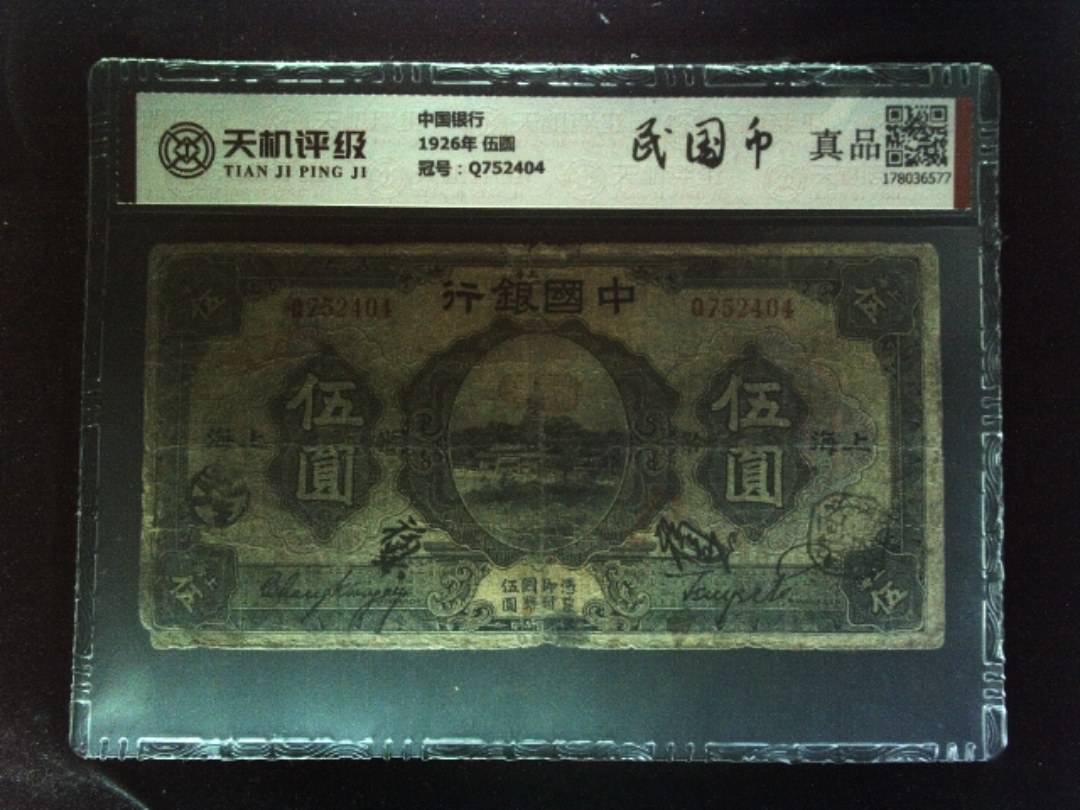 天机评级
TIAN JI PING JI
中国银行
1926年 伍圆
冠号：Q752404
民国币
真品
178036577
伍
Q752404
行銀國中
Q752404
伍圓
伍圓
海上
海上
伍